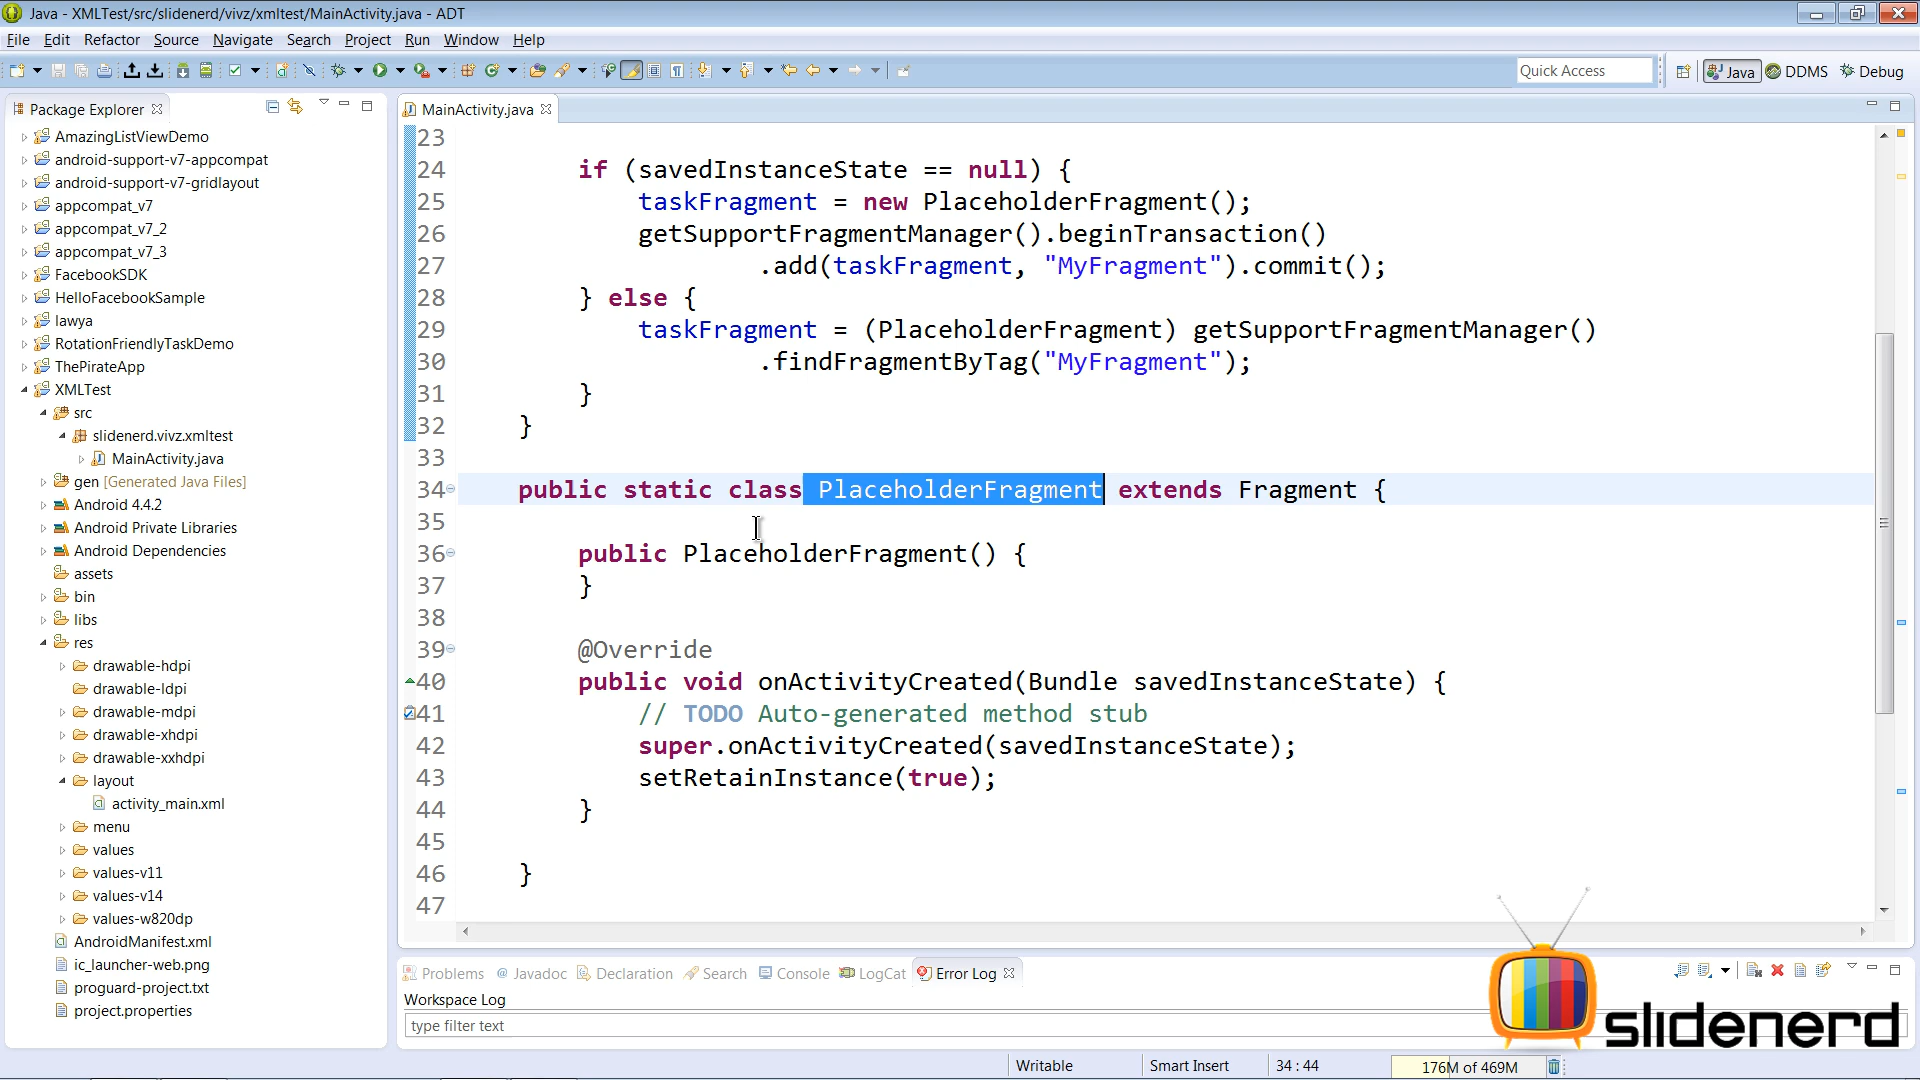 Java - XMLTest/src/slidenerd/vivz/xmltest/MainActivity.java - ADT
File Edit Refactor Source Navigate Search Project Run Window Help
Quick Access Java DDMS Debug
Package Explorer
AmazingListViewDemo
android-support-v7-appcompat
android-support-v7-gridlayout
appcompat_v7
appcompat_v7_2
appcompat_v7_3
FacebookSDK
HelloFacebookSample
lawya
RotationFriendlyTaskDemo
ThePirateApp
XMLTest
src
slidenerd.vivz.xmltest
MainActivity.java
gen [Generated Java Files]
Android 4.4.2
Android Private Libraries
Android Dependencies
assets
bin
libs
res
drawable-hdpi
drawable-ldpi
drawable-mdpi
drawable-xhdpi
drawable-xxhdpi
layout
activity_main.xml
menu
values
values-v11
values-v14
values-w820dp
AndroidManifest.xml
ic_launcher-web.png
proguard-project.txt
project.properties
MainActivity.java
23
24 if (savedInstanceState == null) {
25 taskFragment = new PlaceholderFragment();
26 getSupportFragmentManager().beginTransaction()
27 .add(taskFragment, "MyFragment").commit();
28 } else {
29 taskFragment = (PlaceholderFragment) getSupportFragmentManager()
30 .findFragmentByTag("MyFragment");
31 }
32 }
33
34 public static class PlaceholderFragment extends Fragment {
35
36 public PlaceholderFragment() {
37 }
38
39 @Override
40 public void onActivityCreated(Bundle savedInstanceState) {
41 // TODO Auto-generated method stub
42 super.onActivityCreated(savedInstanceState);
43 setRetainInstance(true);
44 }
45
46 }
47
Problems Javadoc Declaration Search Console LogCat Error Log
Workspace Log
type filter text
slidenerd
Writable Smart Insert 34 : 44 176M of 469M